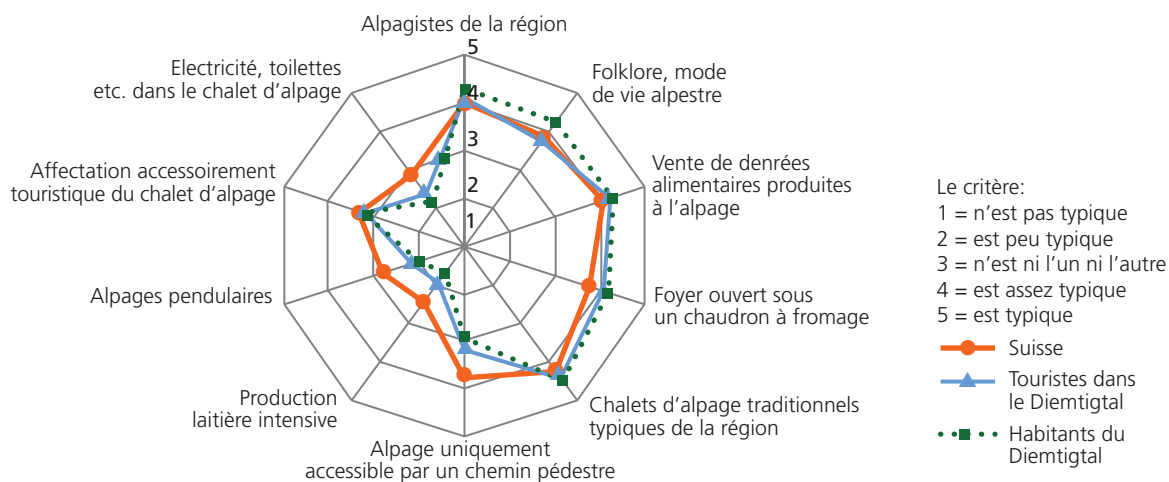 Alpagistes de la région
5
4
3
2
1
Folklore, mode
de vie alpestre
Vente de denrées
alimentaires produites
à l'alpage
Foyer ouvert sous
un chaudron à fromage
Chalets d'alpage traditionnels
typiques de la région
Alpage uniquement
accessible par un chemin pédestre
Production
laitière intensive
Alpages pendulaires
Affectation accessoirement
touristique du chalet d'alpage
Electricité, toilettes
etc. dans le chalet d'alpage
Le critère:
1 = n'est pas typique
2 = est peu typique
3 = n'est ni l'un ni l'autre
4 = est assez typique
5 = est typique
Suisse
Touristes dans
le Diemtigtal
Habitants du
Diemtigtal